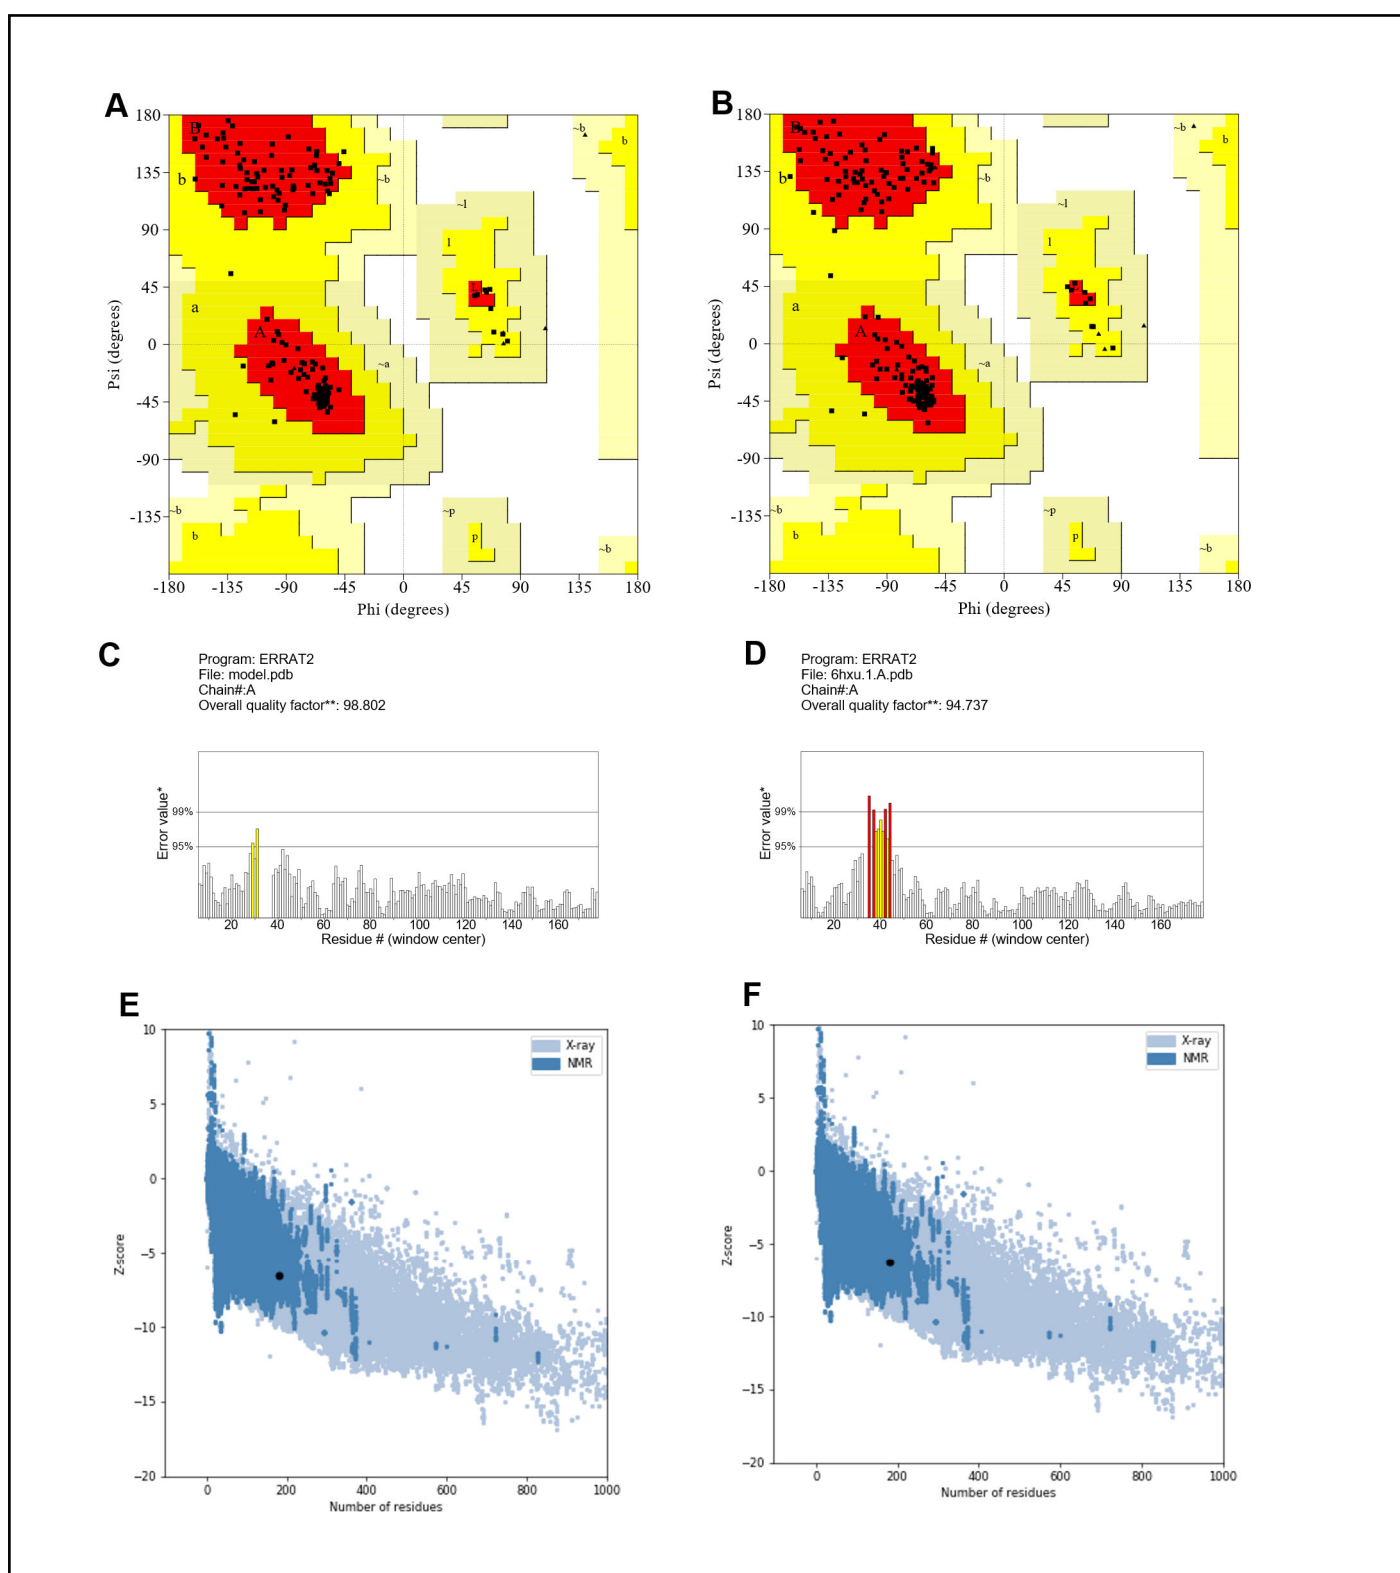 A
B
180
135
90
45
0
-45
-90
-135
-180
-135
-90
-45
0
45
90
135
180
Psi (degrees)
Phi (degrees)
B
b
~b
~b
b
~l
l
L
a
A
~a
~b
b
~p
p
~b
180
135
90
45
0
-45
-90
-135
-180
-135
-90
-45
0
45
90
135
180
Psi (degrees)
Phi (degrees)
B
b
~b
~b
b
~l
l
a
A
~a
~b
b
~p
p
~b
C
Program: ERRAT2
File: model.pdb
Chain#:A
Overall quality factor**: 98.802
Error value*
99%
95%
20 40 60 80 100 120 140 160
Residue # (window center)
D
Program: ERRAT2
File: 6hxu.1.A.pdb
Chain#:A
Overall quality factor**: 94.737
Error value*
99%
95%
20 40 60 80 100 120 140 160
Residue # (window center)
E
X-ray
NMR
10
5
0
−5
−10
−15
−20
Z-score
0 200 400 600 800 1000
Number of residues
F
X-ray
NMR
10
5
0
−5
−10
−15
−20
Z-score
0 200 400 600 800 1000
Number of residues